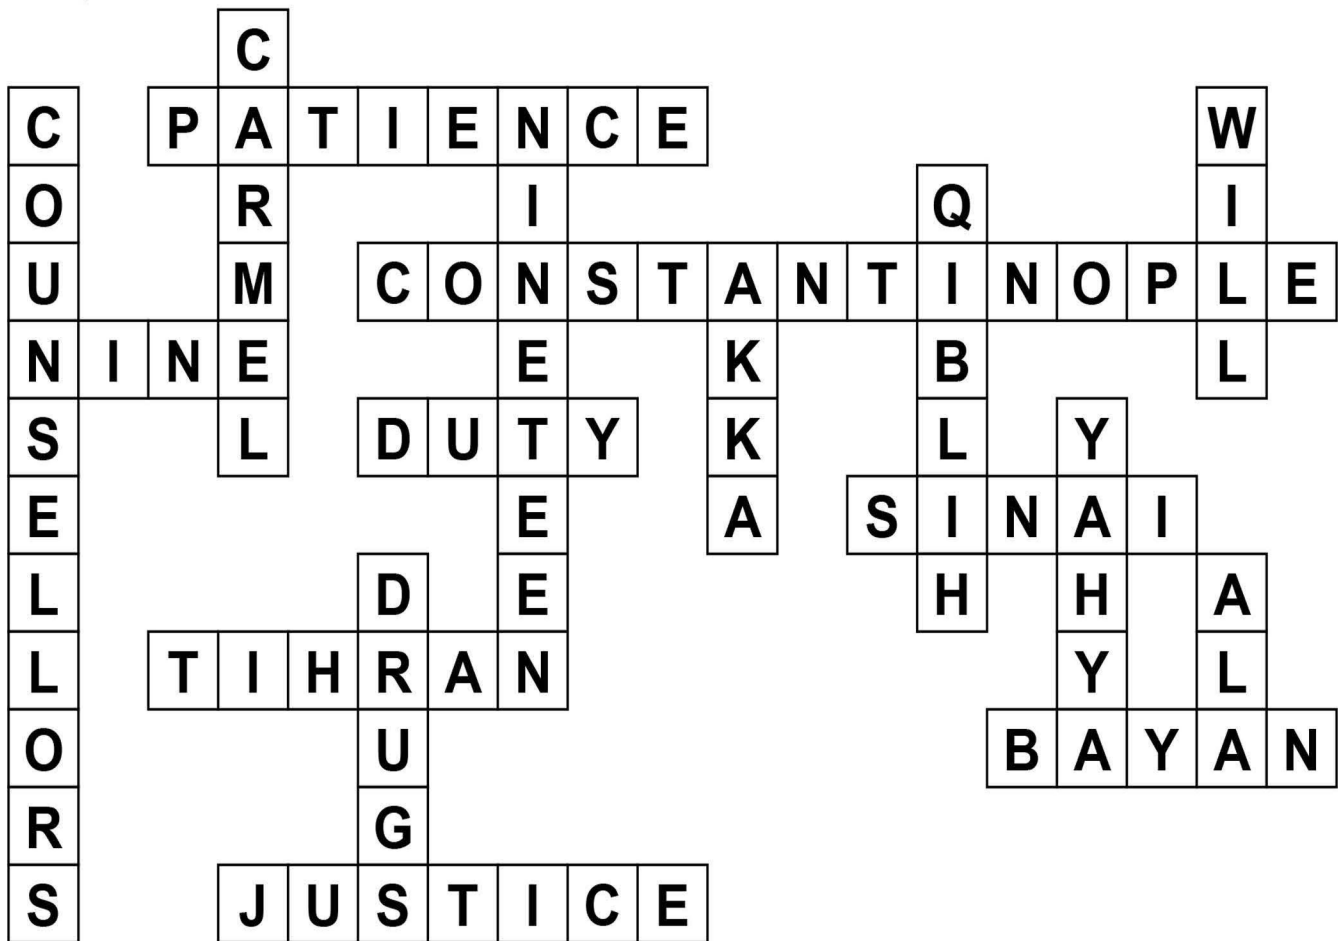 C
C PATIENCE W
O R I Q I
U M CONSTANTINOPLE
NINE E K B L
S L DUTY K L Y
E E A SINAI
L D E H H A
L TIHRAN Y L
O U BAYAN
R G
S JUSTICE